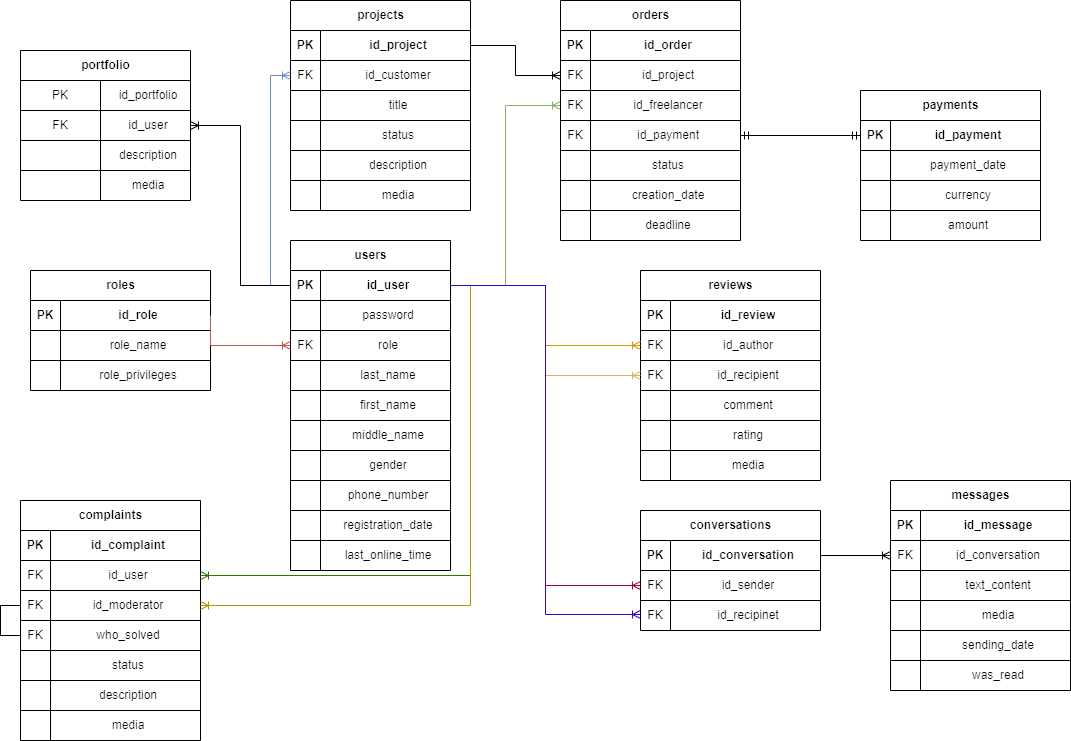 projects
PK id_project
FK id_customer
title
status
description
media
orders
PK id_order
FK id_project
FK id_freelancer
FK id_payment
status
creation_date
deadline
portfolio
PK id_portfolio
FK id_user
description
media
payments
PK id_payment
payment_date
currency
amount
users
PK id_user
password
FK role
last_name
first_name
middle_name
gender
phone_number
registration_date
last_online_time
roles
PK id_role
role_name
role_privileges
reviews
PK id_review
FK id_author
FK id_recipient
comment
rating
media
complaints
PK id_complaint
FK id_user
FK id_moderator
FK who_solved
status
description
media
conversations
PK id_conversation
FK id_sender
FK id_recipinet
messages
PK id_message
FK id_conversation
text_content
media
sending_date
was_read